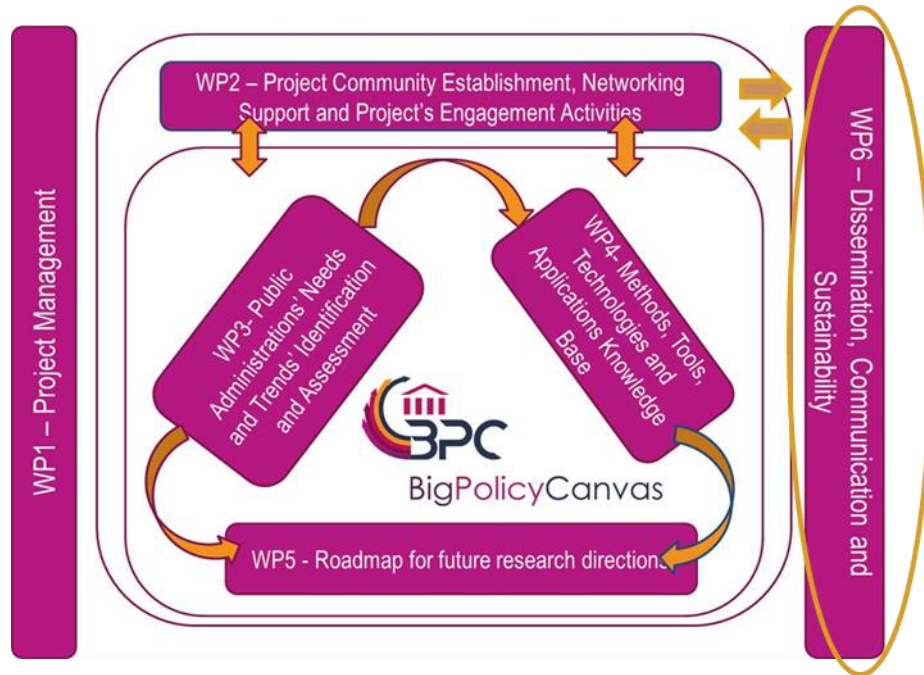 WP1 – Project Management
WP2 – Project Community Establishment, Networking
Support and Project's Engagement Activities
WP3- Public
Administrations' Needs
and Trends' Identification
and Assessment
WP4- Methods, Tools,
Technologies and
Applications Knowledge
Base
BPC
BigPolicyCanvas
WP5 - Roadmap for future research directions
WP6 – Dissemination, Communication and
Sustainability